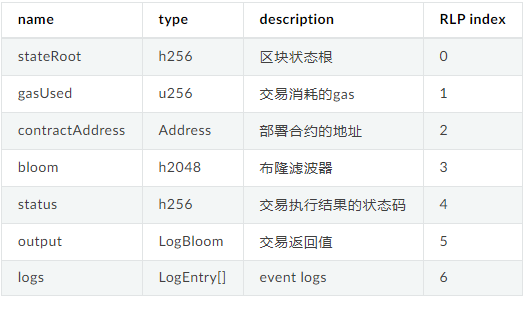 name type description RLP index
stateRoot h256 区块状态根 0
gasUsed u256 交易消耗的gas 1
contractAddress Address 部署合约的地址 2
bloom h2048 布隆滤波器 3
status h256 交易执行结果的状态码 4
output LogBloom 交易返回值 5
logs LogEntry[] event logs 6